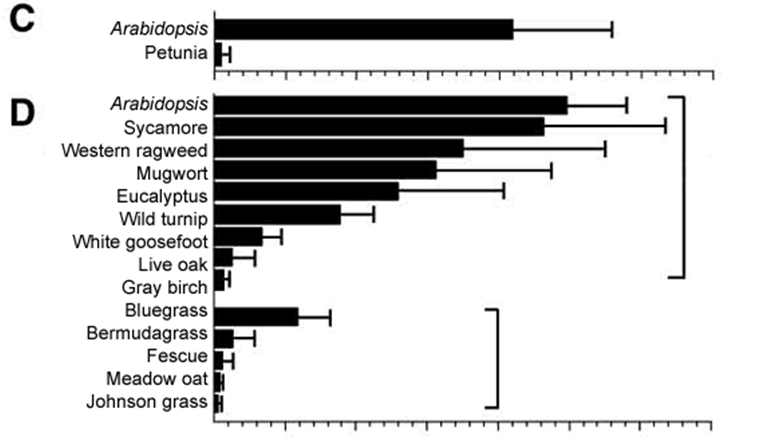 C
Arabidopsis
Petunia
D
Arabidopsis
Sycamore
Western ragweed
Mugwort
Eucalyptus
Wild turnip
White goosefoot
Live oak
Gray birch
Bluegrass
Bermudagrass
Fescue
Meadow oat
Johnson grass